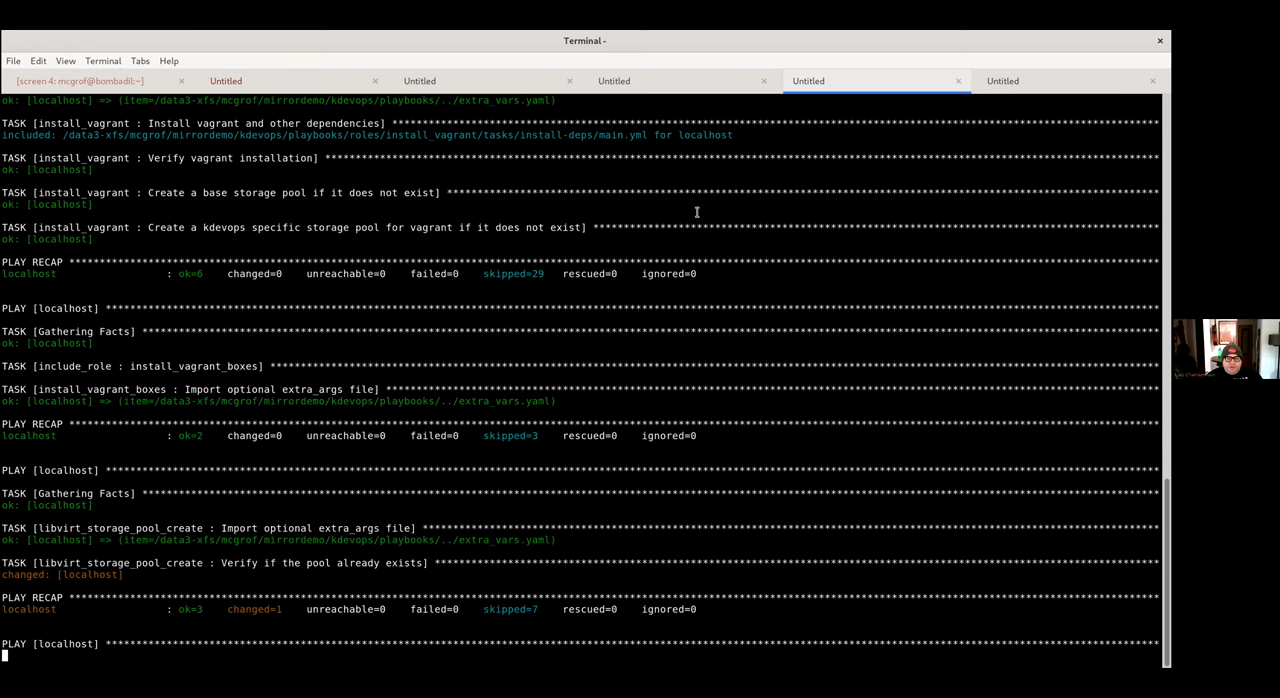 Terminal -
File Edit View Terminal Tabs Help
[screen 4: mcgrof@bombadil:~] Untitled Untitled Untitled Untitled Untitled
ok: [localhost] => (item=/data3-xfs/mcgrof/mirrordemo/kdevops/playbooks/../extra_vars.yaml)
TASK [install_vagrant : Install vagrant and other dependencies] ****************************************************************************************************
included: /data3-xfs/mcgrof/mirrordemo/kdevops/playbooks/roles/install_vagrant/tasks/install-deps/main.yml for localhost
TASK [install_vagrant : Verify vagrant installation] ***************************************************************************************************************
ok: [localhost]
TASK [install_vagrant : Create a base storage pool if it does not exist] *******************************************************************************************
ok: [localhost]
TASK [install_vagrant : Create a kdevops specific storage pool for vagrant if it does not exist] *******************************************************************
ok: [localhost]
PLAY RECAP *********************************************************************************************************************************************************
localhost : ok=6 changed=0 unreachable=0 failed=0 skipped=29 rescued=0 ignored=0
PLAY [localhost] ***************************************************************************************************************************************************
TASK [Gathering Facts] *********************************************************************************************************************************************
ok: [localhost]
TASK [include_role : install_vagrant_boxes] ************************************************************************************************************************
TASK [install_vagrant_boxes : Import optional extra_args file] *****************************************************************************************************
ok: [localhost] => (item=/data3-xfs/mcgrof/mirrordemo/kdevops/playbooks/../extra_vars.yaml)
PLAY RECAP *********************************************************************************************************************************************************
localhost : ok=2 changed=0 unreachable=0 failed=0 skipped=3 rescued=0 ignored=0
PLAY [localhost] ***************************************************************************************************************************************************
TASK [Gathering Facts] *********************************************************************************************************************************************
ok: [localhost]
TASK [libvirt_storage_pool_create : Import optional extra_args file] ***********************************************************************************************
ok: [localhost] => (item=/data3-xfs/mcgrof/mirrordemo/kdevops/playbooks/../extra_vars.yaml)
TASK [libvirt_storage_pool_create : Verify if the pool already exists] *********************************************************************************************
changed: [localhost]
PLAY RECAP *********************************************************************************************************************************************************
localhost : ok=3 changed=1 unreachable=0 failed=0 skipped=7 rescued=0 ignored=0
PLAY [localhost] ***************************************************************************************************************************************************